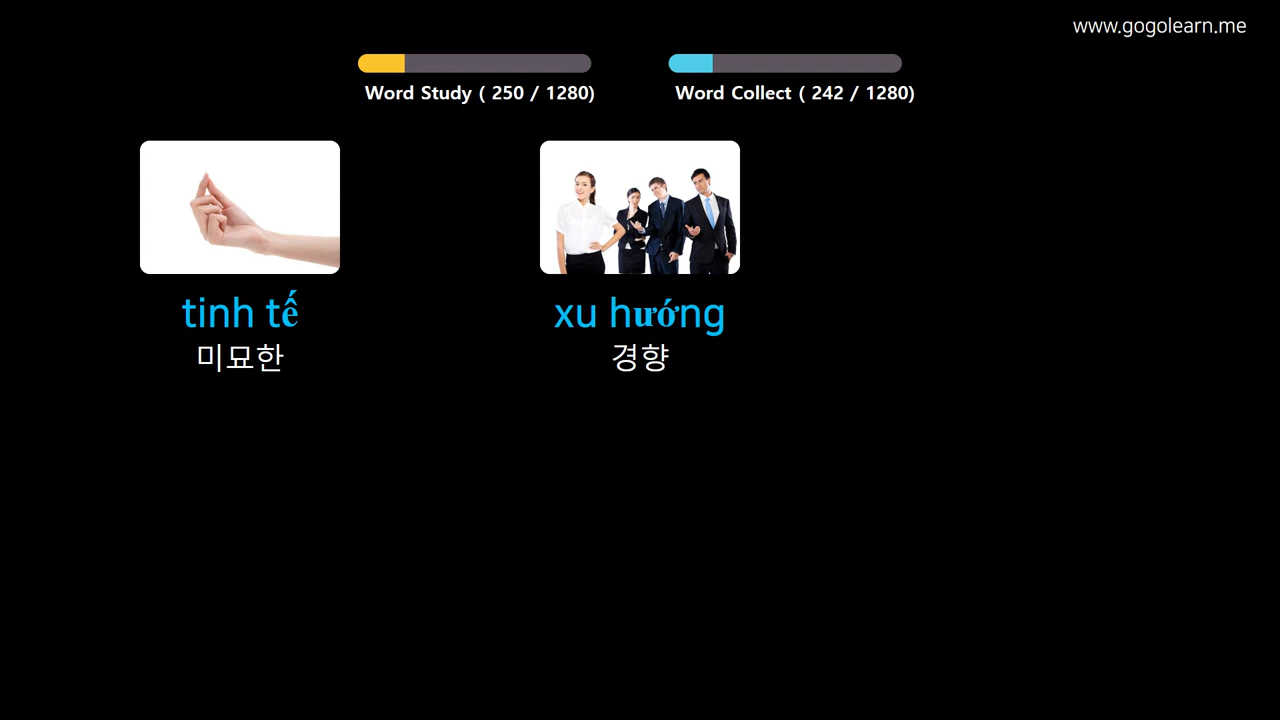 www.gogolearn.me
Word Study ( 250 / 1280)
Word Collect ( 242 / 1280)
tinh tế
미묘한
xu hướng
경향